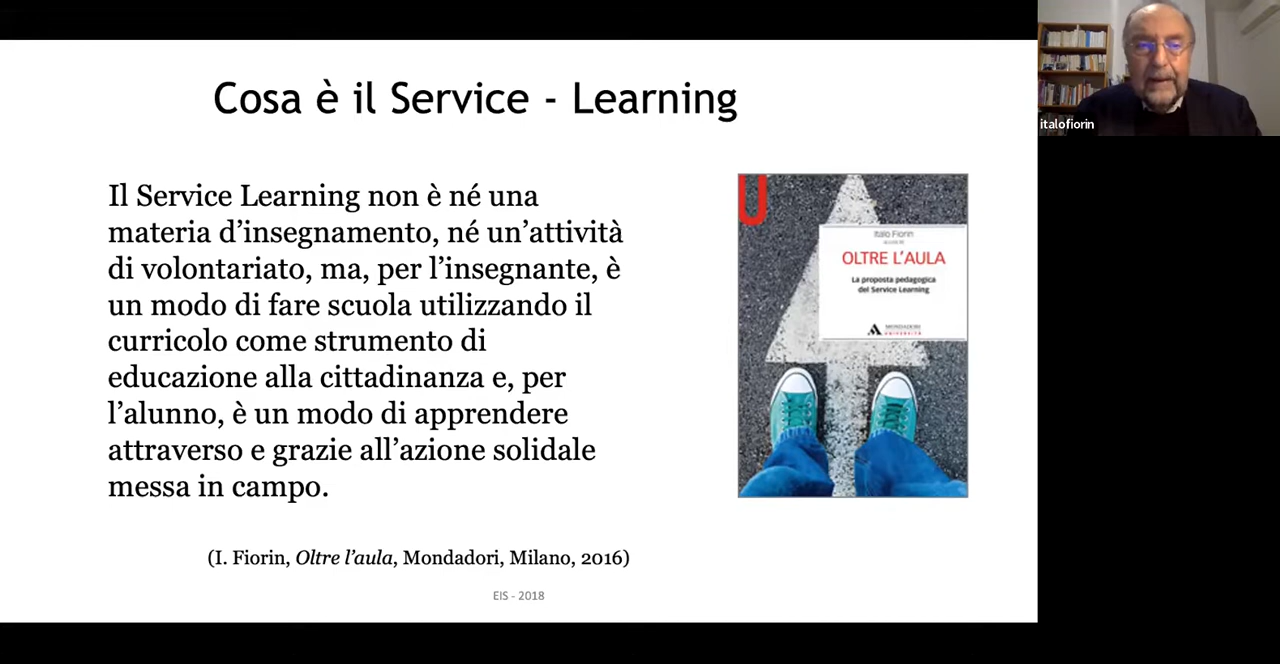 Cosa è il Service - Learning
Il Service Learning non è né una
materia d’insegnamento, né un’attività
di volontariato, ma, per l’insegnante, è
un modo di fare scuola utilizzando il
curricolo come strumento di
educazione alla cittadinanza e, per
l’alunno, è un modo di apprendere
attraverso e grazie all’azione solidale
messa in campo.
(I. Fiorin, Oltre l’aula, Mondadori, Milano, 2016)
EIS - 2018
U
Italo Fiorin
OLTRE L’AULA
La proposta pedagogica
del Service Learning
MONDADORI
UNIVERSITÀ
italofiorin